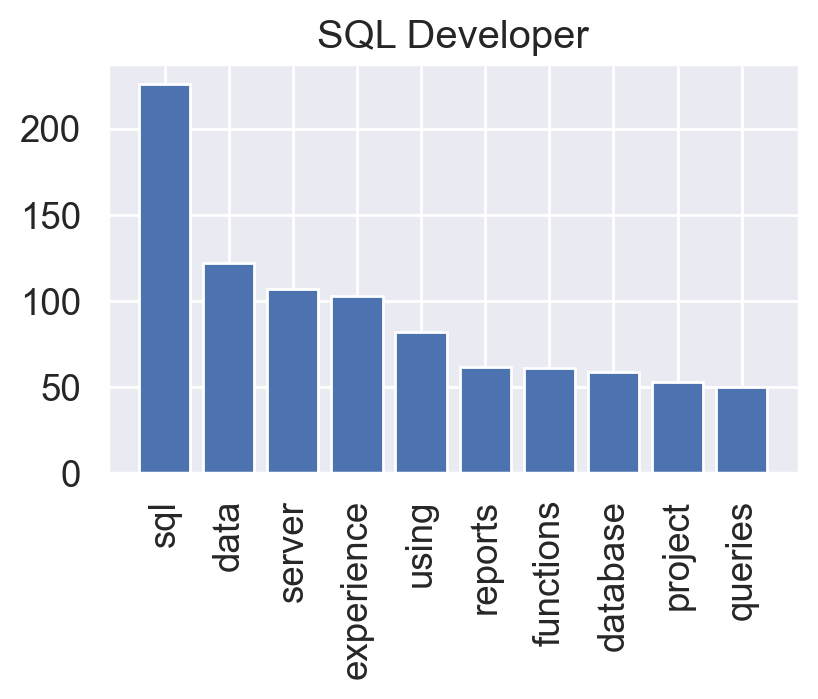 SQL Developer
200
150
100
50
0
sql
data
server
experience
using
reports
functions
database
project
queries